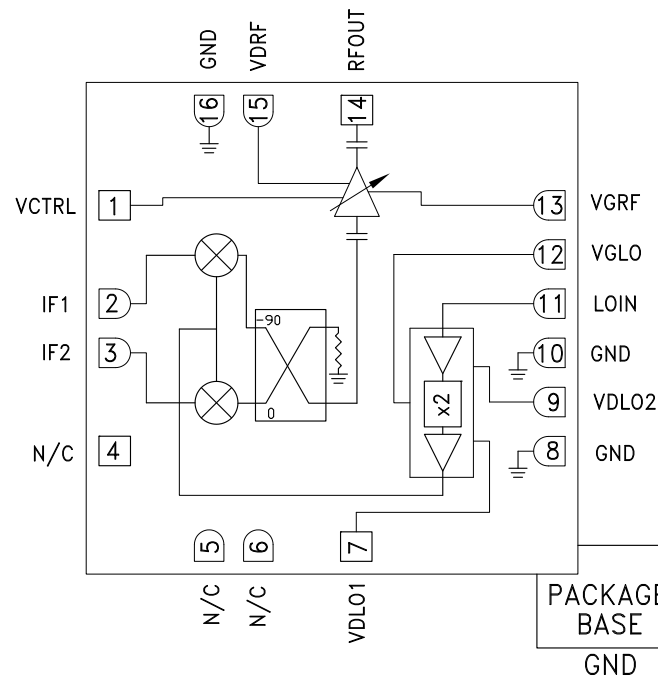 GND
VDRF
RFOUT
16
15
14
VCTRL 1
13 VGRF
12 VGLO
IF1 2
11 LOIN
IF2 3
10 GND
-90
0
x2
9 VDLO2
N/C 4
8 GND
5
6
7
N/C
N/C
VDLO1
PACKAGE
BASE
GND